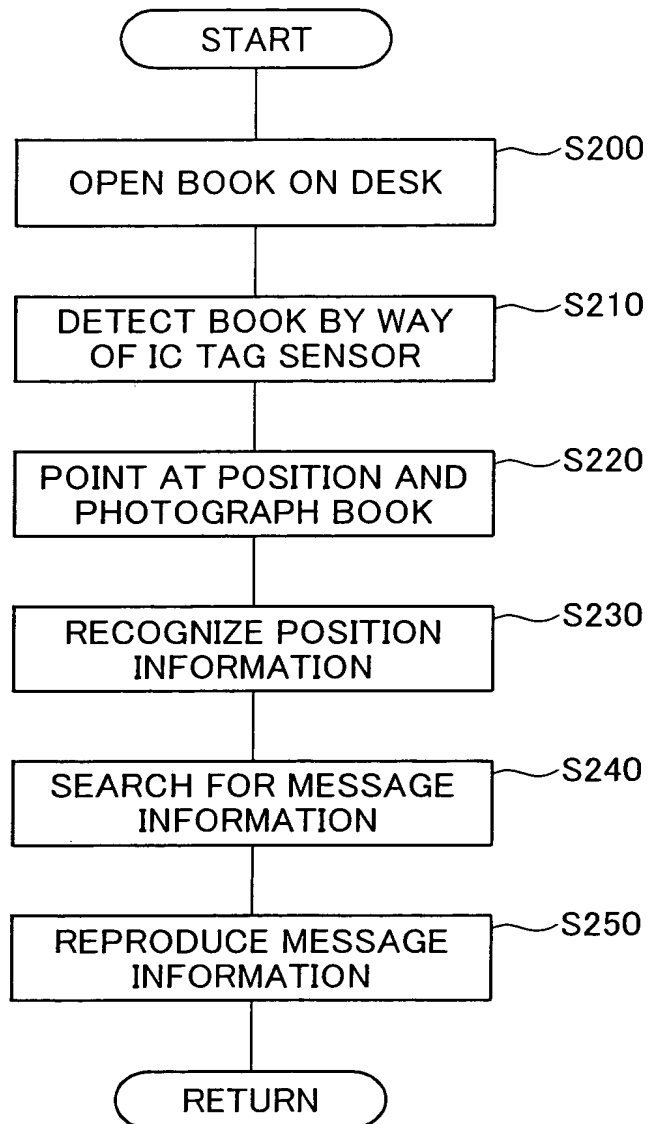 START
OPEN BOOK ON DESK
S200
DETECT BOOK BY WAY
OF IC TAG SENSOR
S210
POINT AT POSITION AND
PHOTOGRAPH BOOK
S220
RECOGNIZE POSITION
INFORMATION
S230
SEARCH FOR MESSAGE
INFORMATION
S240
REPRODUCE MESSAGE
INFORMATION
S250
RETURN